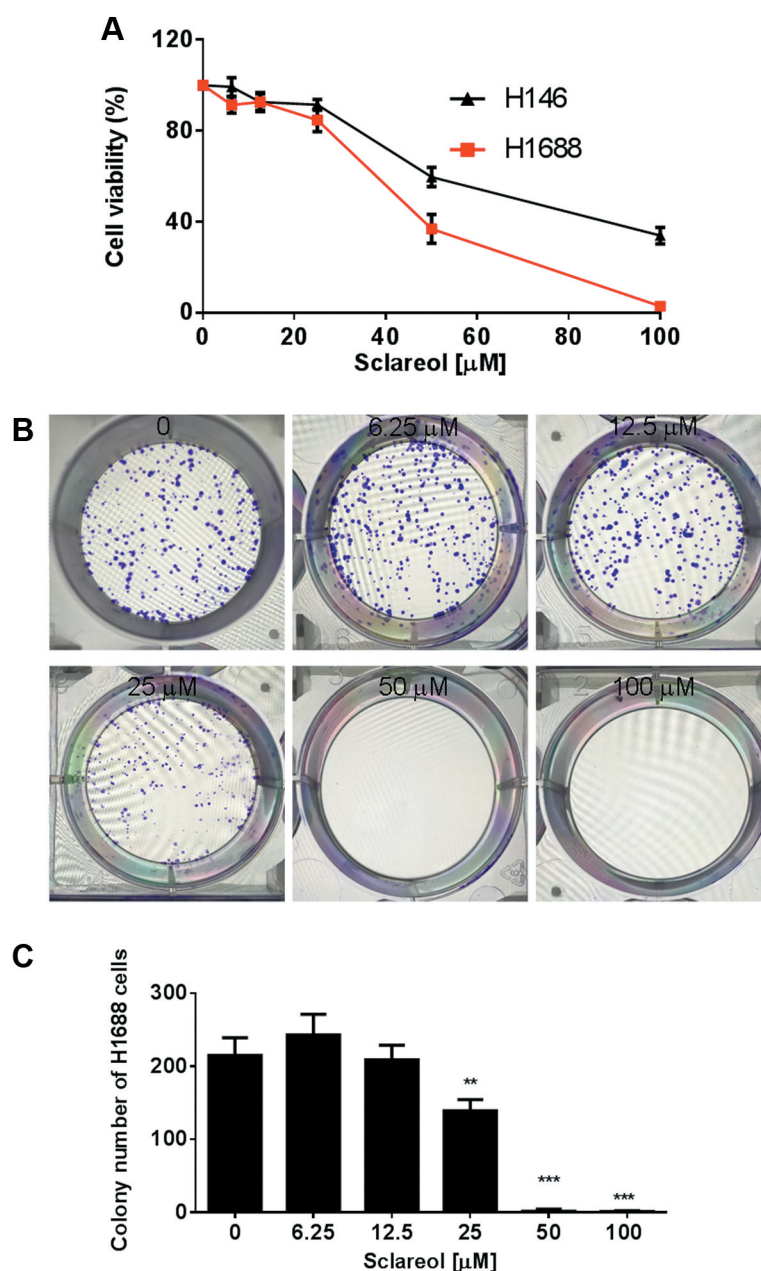 A
120
80
40
0
Cell viability (%)
H146
H1688
0 20 40 60 80 100
Sclareol [µM]
B
0 6.25 µM 12.5 µM
25 µM 50 µM 100 µM
C
Colony number of H1688 cells
300
200
100
0
**
***
***
0 6.25 12.5 25 50 100
Sclareol [µM]